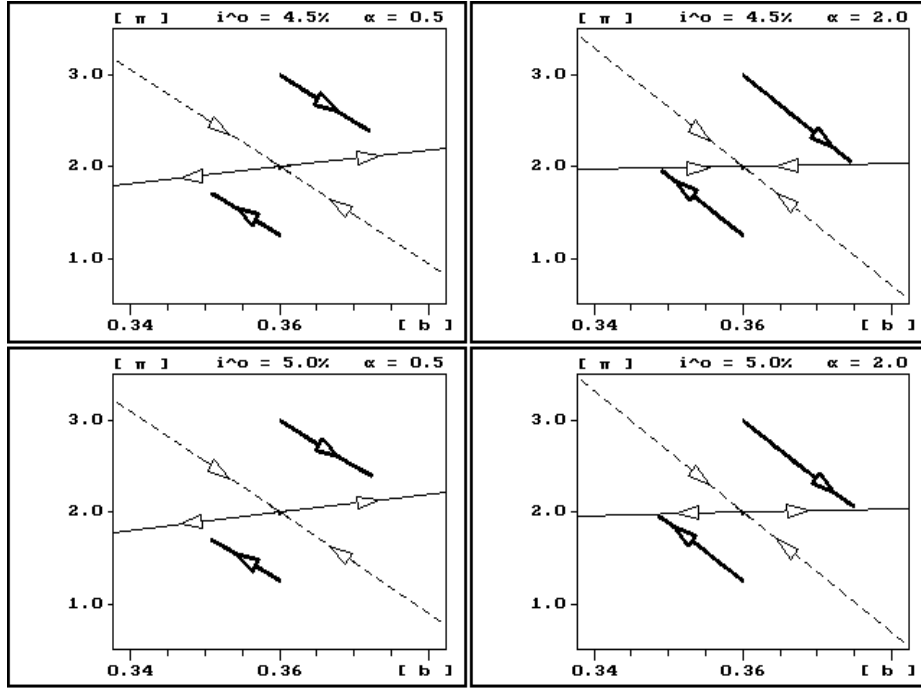 [ π ] i^o = 4.5% α = 0.5
3.0
2.0
1.0
0.34 0.36 [ b ]
[ π ] i^o = 4.5% α = 2.0
3.0
2.0
1.0
0.34 0.36 [ b ]
[ π ] i^o = 5.0% α = 0.5
3.0
2.0
1.0
0.34 0.36 [ b ]
[ π ] i^o = 5.0% α = 2.0
3.0
2.0
1.0
0.34 0.36 [ b ]